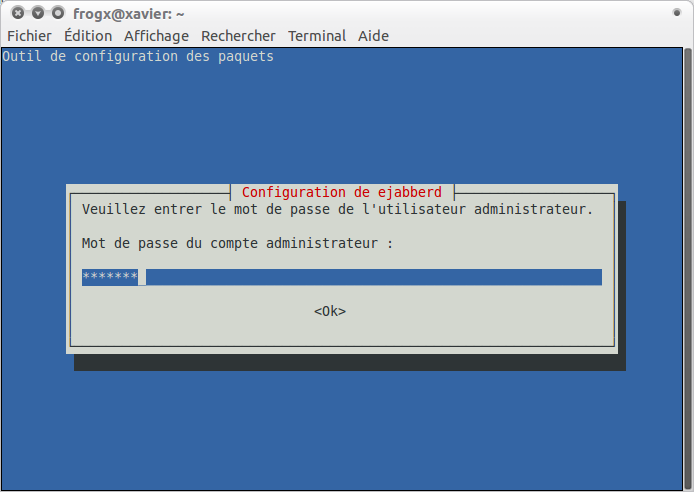 frogx@xavier: ~
Fichier Édition Affichage Rechercher Terminal Aide
Outil de configuration des paquets
Configuration de ejabberd
Veuillez entrer le mot de passe de l'utilisateur administrateur.
Mot de passe du compte administrateur :
*******
<Ok>